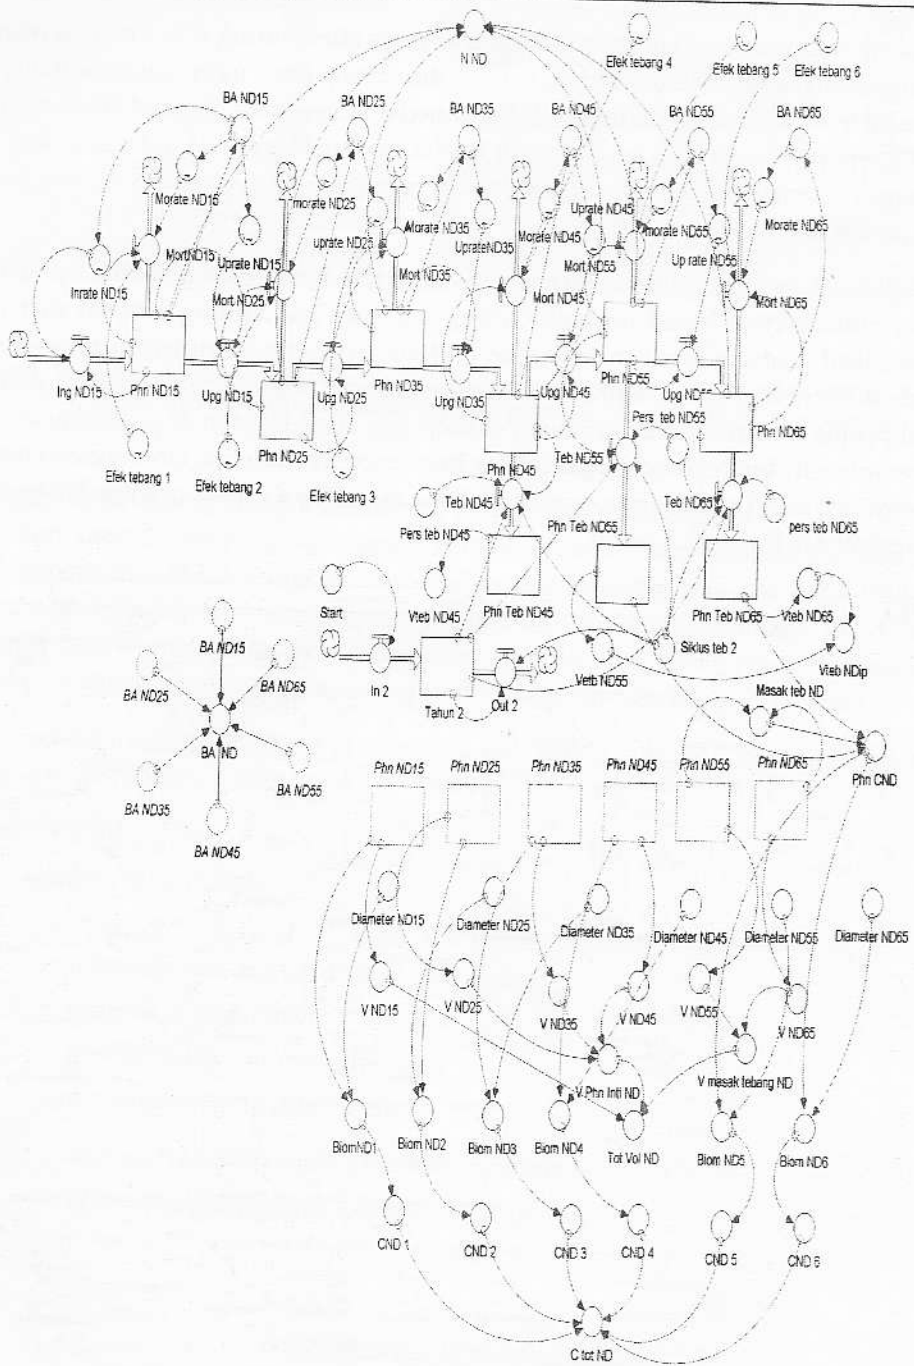 N ND
Efek tebang 4
Efek tebang 5
Efek tebang 6
BA ND15
BA ND25
BA ND35
BA ND45
BA ND55
BA ND65
Morate ND15
morate ND25
Morate ND35
Morate ND45
morate ND55
Morate ND65
MortND15
Uprate ND15
uprate ND25
UprateND35
Uprate ND45
Up rate ND55
Inrate ND15
Mort ND25
Mort ND35
Mort ND45
Mort ND55
Mort ND65
Ing ND15
Phn ND15
Upg ND15
Phn ND25
Upg ND25
Phn ND35
Upg ND35
Phn ND45
Upg ND45
Phn ND55
Upg ND55
Phn ND65
Efek tebang 1
Efek tebang 2
Efek tebang 3
Pers teb ND45
Teb ND45
Teb ND55
Pers teb ND55
Teb ND65
pers teb ND65
Vteb ND45
Phn Teb ND45
Phn Teb ND55
Phn Teb ND65
Vteb ND65
Start
In 2
Tahun 2
Out 2
Vetb ND55
Siklus teb 2
Masak teb ND
Vteb NDip
Phn CND
BA ND15
BA ND25
BA ND65
BA ND
BA ND35
BA ND55
BA ND45
Phn ND15
Phn ND25
Phn ND35
Phn ND45
Phn ND55
Phn ND65
Diameter ND15
Diameter ND25
Diameter ND35
Diameter ND45
Diameter ND55
Diameter ND65
V ND15
V ND25
V ND35
V ND45
V ND55
V ND65
V Phn Inti ND
V masak tebang ND
BiomND1
Biom ND2
Biom ND3
Biom ND4
Tot Vol ND
Biom ND5
Biom ND6
CND 1
CND 2
CND 3
CND 4
CND 5
CND 6
C tot ND